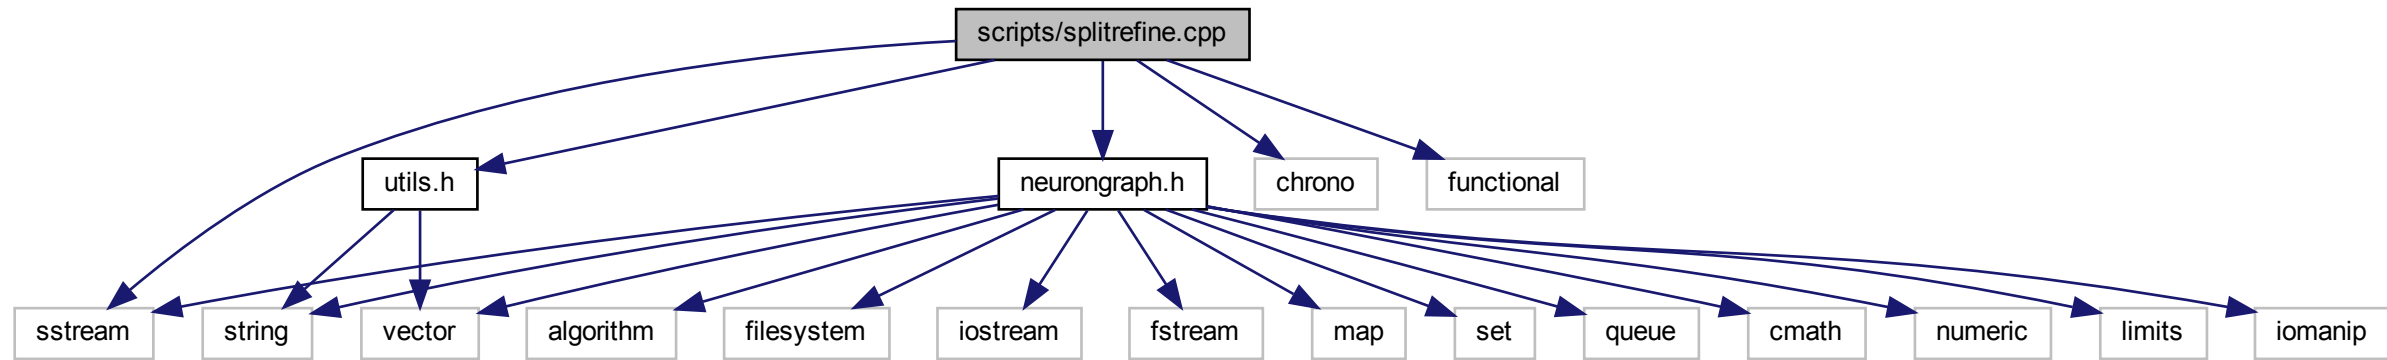 scripts/splitrefine.cpp
utils.h
neurongraph.h
chrono
functional
sstream
string
vector
algorithm
filesystem
iostream
fstream
map
set
queue
cmath
numeric
limits
iomanip